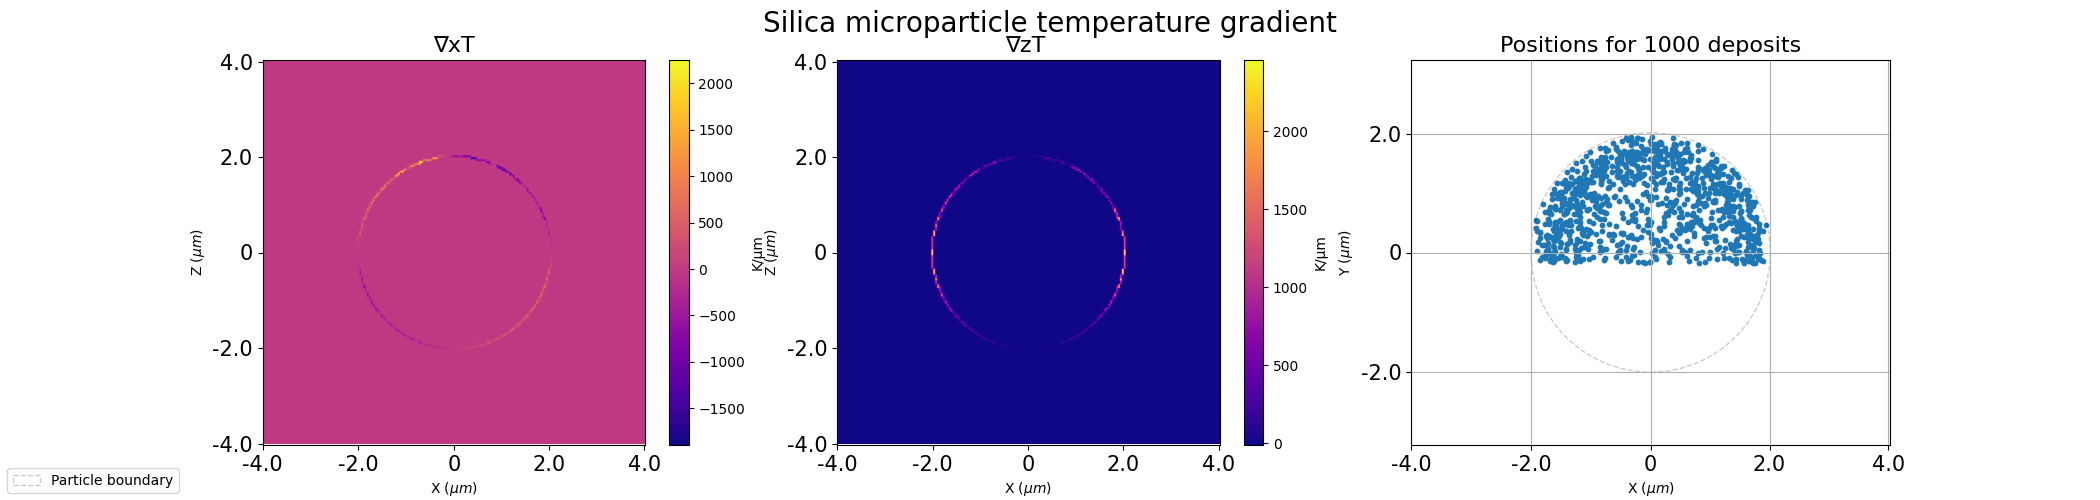 Silica microparticle temperature gradient
∇xT
4.0
2.0
0
-2.0
-4.0
Z (μm)
-4.0 -2.0 0 2.0 4.0
X (μm)
2000
1500
1000
500
0
−500
−1000
−1500
K/μm
∇zT
4.0
2.0
0
-2.0
-4.0
Z (μm)
-4.0 -2.0 0 2.0 4.0
X (μm)
2000
1500
1000
500
0
K/μm
Positions for 1000 deposits
2.0
0
-2.0
Y (μm)
-4.0 -2.0 0 2.0 4.0
X (μm)
Particle boundary